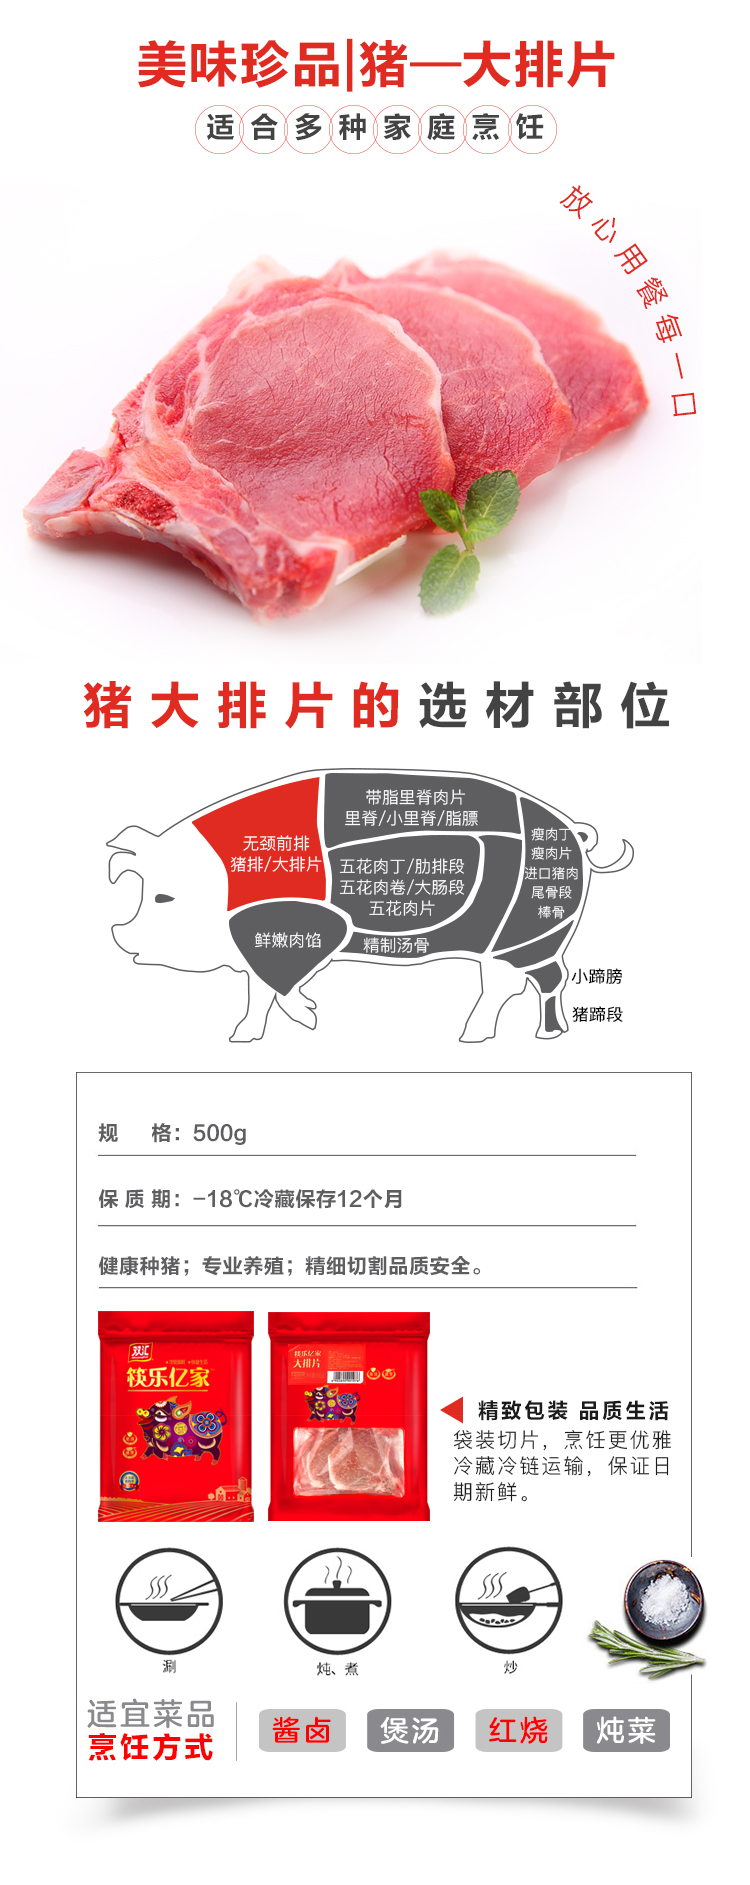 美味珍品|猪—大排片
适合多种家庭烹饪
放心用餐每一口
猪大排片的选材部位
无颈前排
猪排/大排片
带脂里脊肉片
里脊/小里脊/脂膘
五花肉丁/肋排段
五花肉卷/大肠段
五花肉片
瘦肉丁
瘦肉片
进口猪肉
尾骨段
棒骨
鲜嫩肉馅
精制汤骨
小蹄膀
猪蹄段
规 格：500g
保质期：-18℃冷藏保存12个月
健康种猪；专业养殖；精细切割品质安全。
双汇
筷乐亿家
筷乐亿家
大排片
精致包装 品质生活
袋装切片，烹饪更优雅
冷藏冷链运输，保证日
期新鲜。
涮
炖、煮
炒
适宜菜品
烹饪方式
酱卤
煲汤
红烧
炖菜